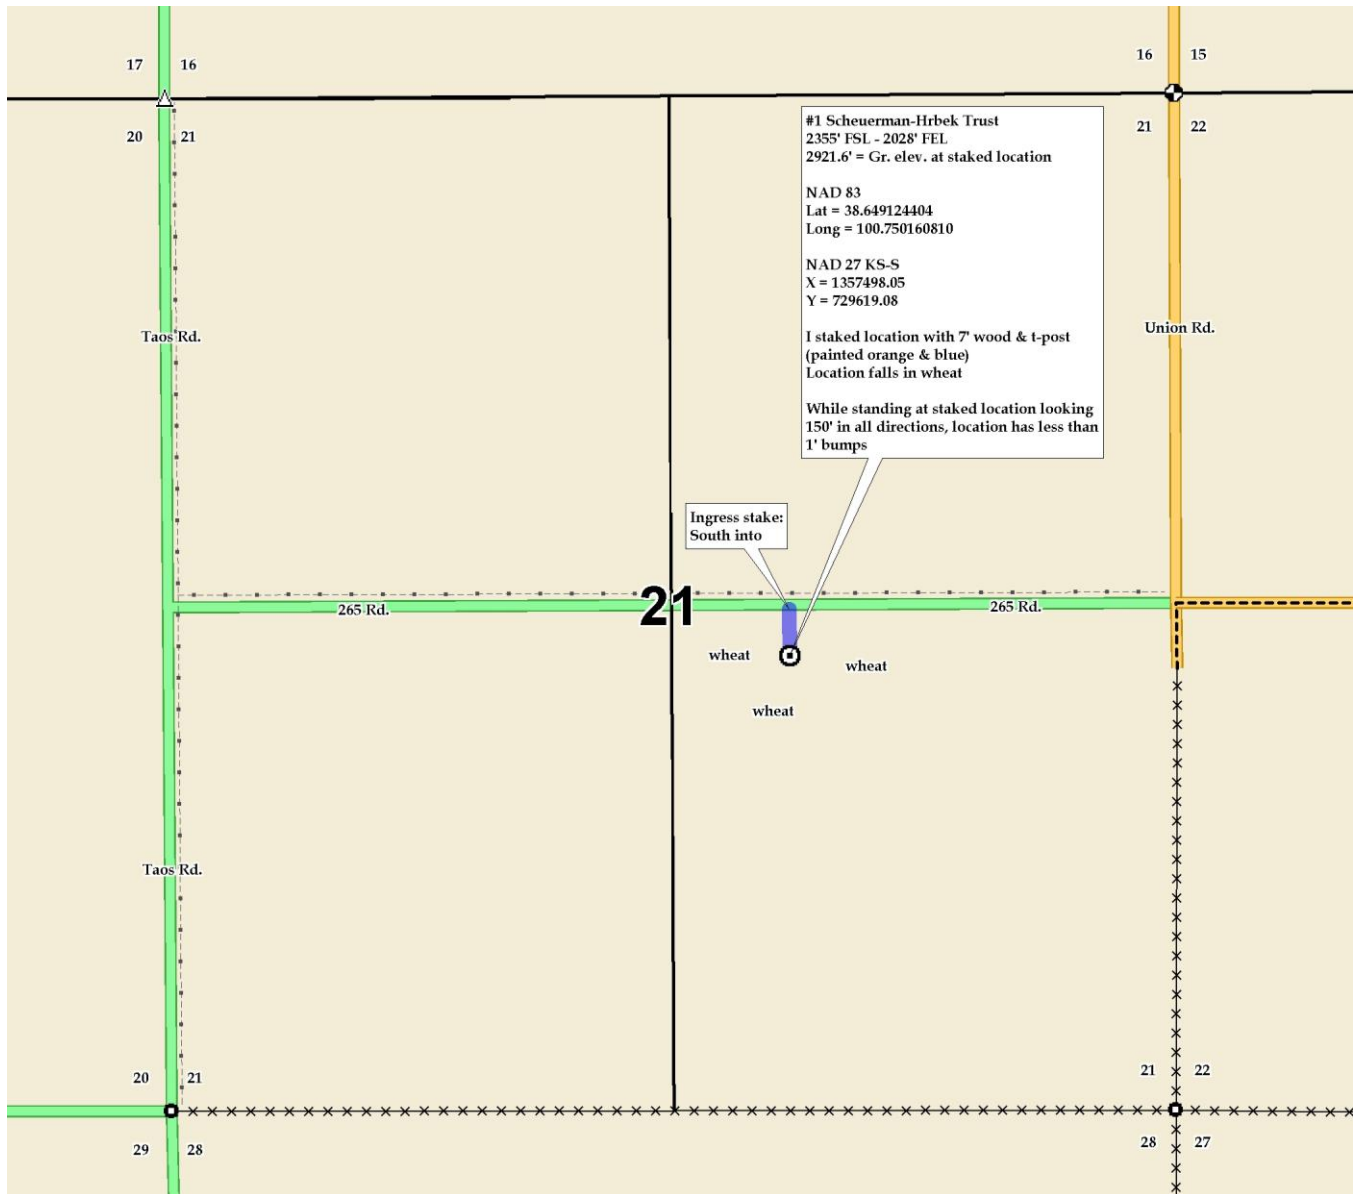 16 15
17 16
#1 Scheuerman-Hrbek Trust
2355' FSL - 2028' FEL
2921.6' = Gr. elev. at staked location
NAD 83
Lat = 38.649124404
Long = 100.750160810
NAD 27 KS-S
X = 1357498.05
Y = 729619.08
I staked location with 7' wood & t-post
(painted orange & blue)
Location falls in wheat
While standing at staked location looking
150' in all directions, location has less than
1' bumps
20 21
21 22
Taos Rd.
Union Rd.
Ingress stake:
South into
265 Rd.
21
265 Rd.
wheat
wheat
wheat
Taos Rd.
20 21
21 22
29 28
28 27